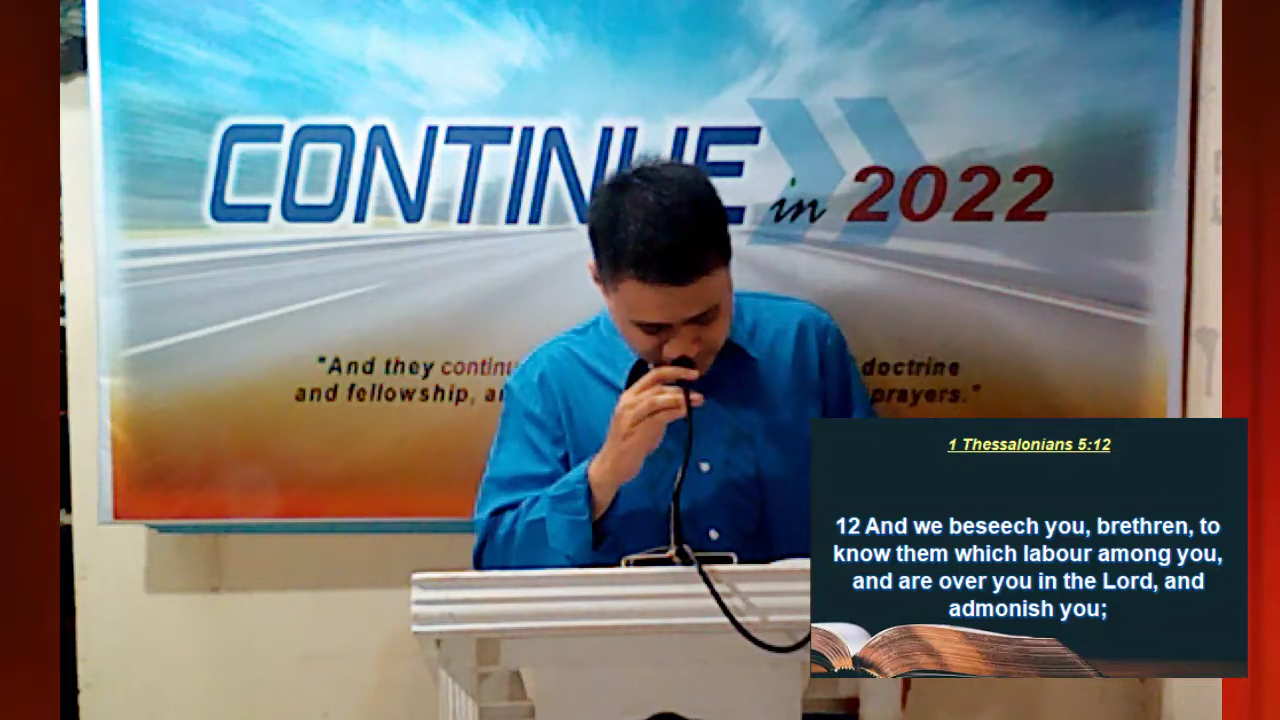 CONTINUE in 2022
"And they continu
doctrine
and fellowship, a
prayers."
1 Thessalonians 5:12
12 And we beseech you, brethren, to
know them which labour among you,
and are over you in the Lord, and
admonish you;